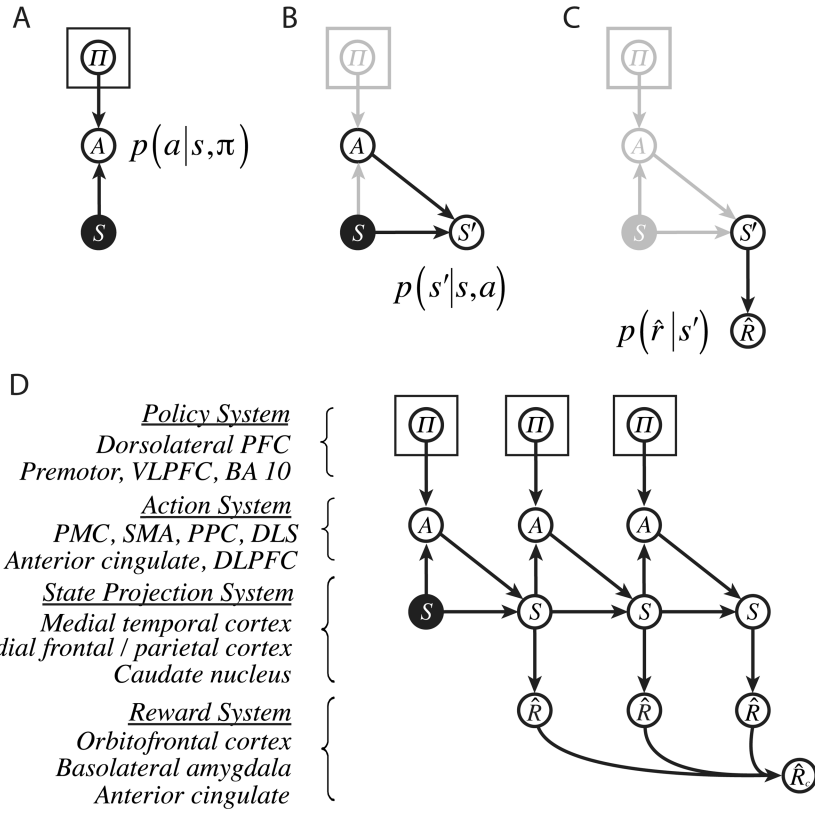 A
B
C
Π
Π
Π
A
p(a|s,π)
A
A
S
S
S′
S
S′
p(s′|s,a)
p(r̂|s′)
R̂
D
Policy System
Dorsolateral PFC
Premotor, VLPFC, BA 10
Π Π Π
Action System
PMC, SMA, PPC, DLS
Anterior cingulate, DLPFC
A A A
State Projection System
Medial temporal cortex
frontal / parietal cortex
Caudate nucleus
S S S S
Reward System
Orbitofrontal cortex
Basolateral amygdala
Anterior cingulate
R̂ R̂ R̂
R̂c